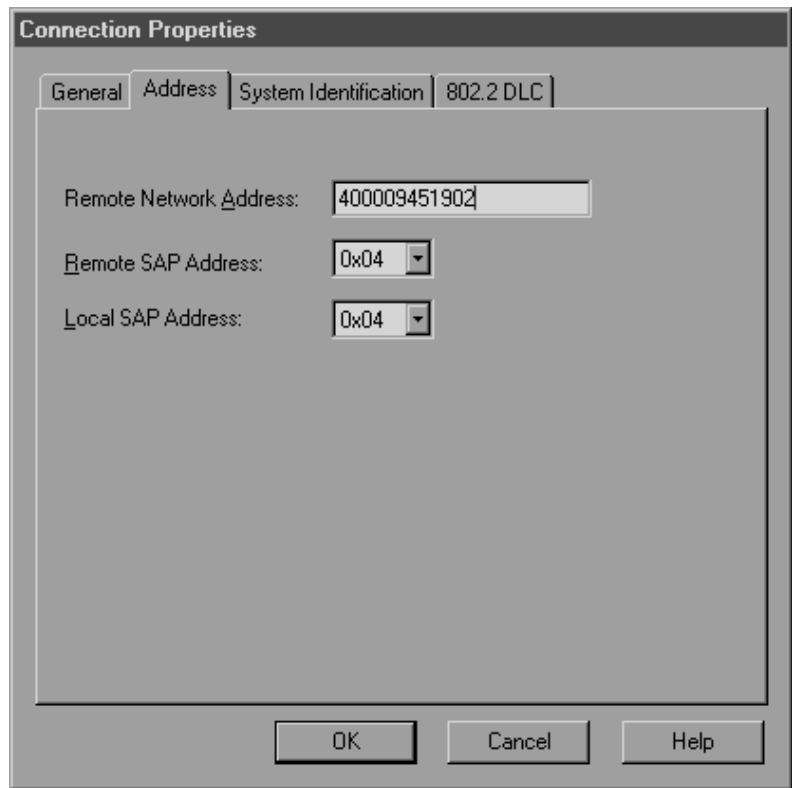 Connection Properties
General Address System Identification 802.2 DLC
Remote Network Address: 400009451902
Remote SAP Address: 0x04
Local SAP Address: 0x04
OK Cancel Help